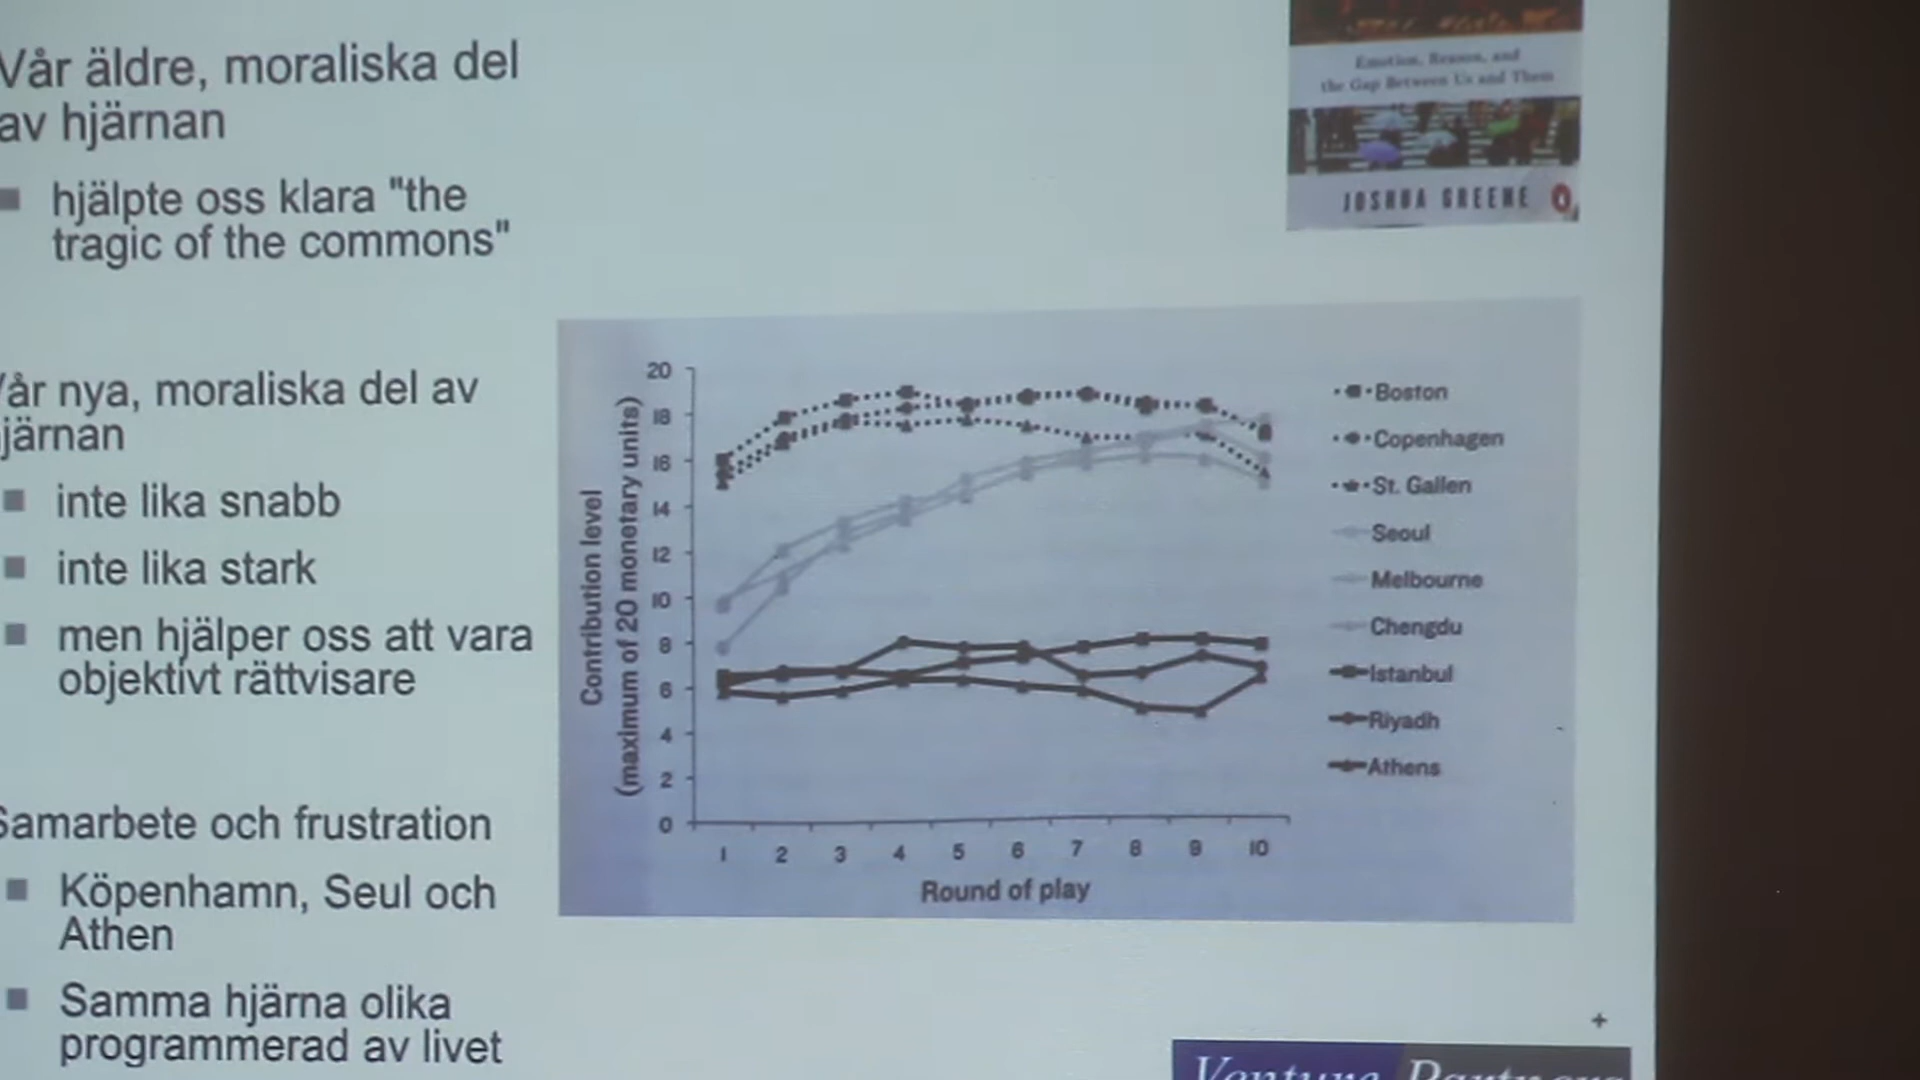 Vår äldre, moraliska del
av hjärnan
hjälpte oss klara "the
tragic of the commons"
Vår nya, moraliska del av
hjärnan
inte lika snabb
inte lika stark
men hjälper oss att vara
objektivt rättvisare
Samarbete och frustration
Köpenhamn, Seul och
Athen
Samma hjärna olika
programmerad av livet
Emotion, Reason, and
the Gap Between Us and Them
JOSHUA GREENE
Contribution level
(maximum of 20 monetary units)
20
18
16
14
12
10
8
6
4
2
0
1 2 3 4 5 6 7 8 9 10
Round of play
Boston
Copenhagen
St. Gallen
Seoul
Melbourne
Chengdu
Istanbul
Riyadh
Athens
Venture Partners